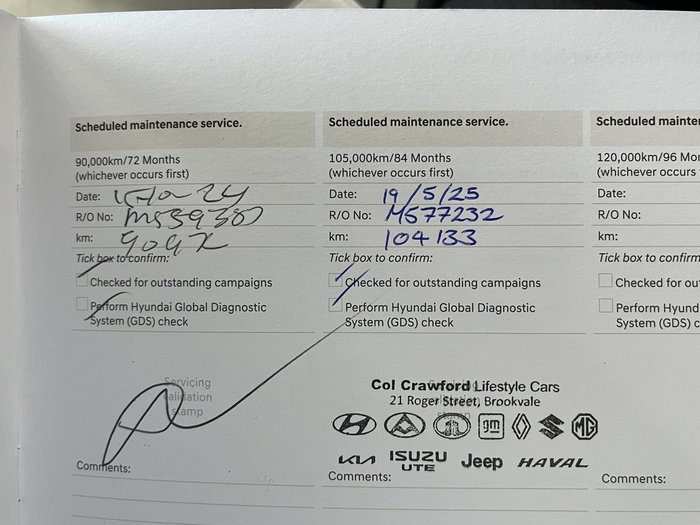 Scheduled maintenance service.
90,000km/72 Months
(whichever occurs first)
Date:
R/O No:
km:
Tick box to confirm:
Checked for outstanding campaigns
Perform Hyundai Global Diagnostic
System (GDS) check
Servicing
validation
stamp
Comments:
Scheduled maintenance service.
105,000km/84 Months
(whichever occurs first)
Date: 19/5/25
R/O No: M577232
km: 104133
Tick box to confirm:
Checked for outstanding campaigns
Perform Hyundai Global Diagnostic
System (GDS) check
Col Crawford Lifestyle Cars
21 Roger Street, Brookvale
gm MG
KIA ISUZU UTE Jeep HAVAL
Comments:
Scheduled mainte
120,000km/96 Mon
(whichever occurs
Date:
R/O No:
km:
Tick box to confirm
Checked for ou
Perform Hyund
System (GDS)
Comments: